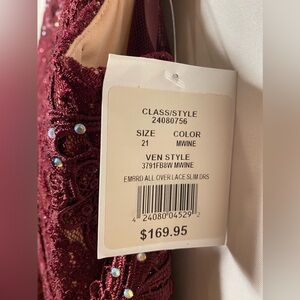 CLASS/STYLE
24080756
SIZE COLOR
21 MWINE
VEN STYLE
3791FB8W MWINE
EMBRD ALL OVER LACE SLIM DRS
4 24080 04529 2
$169.95